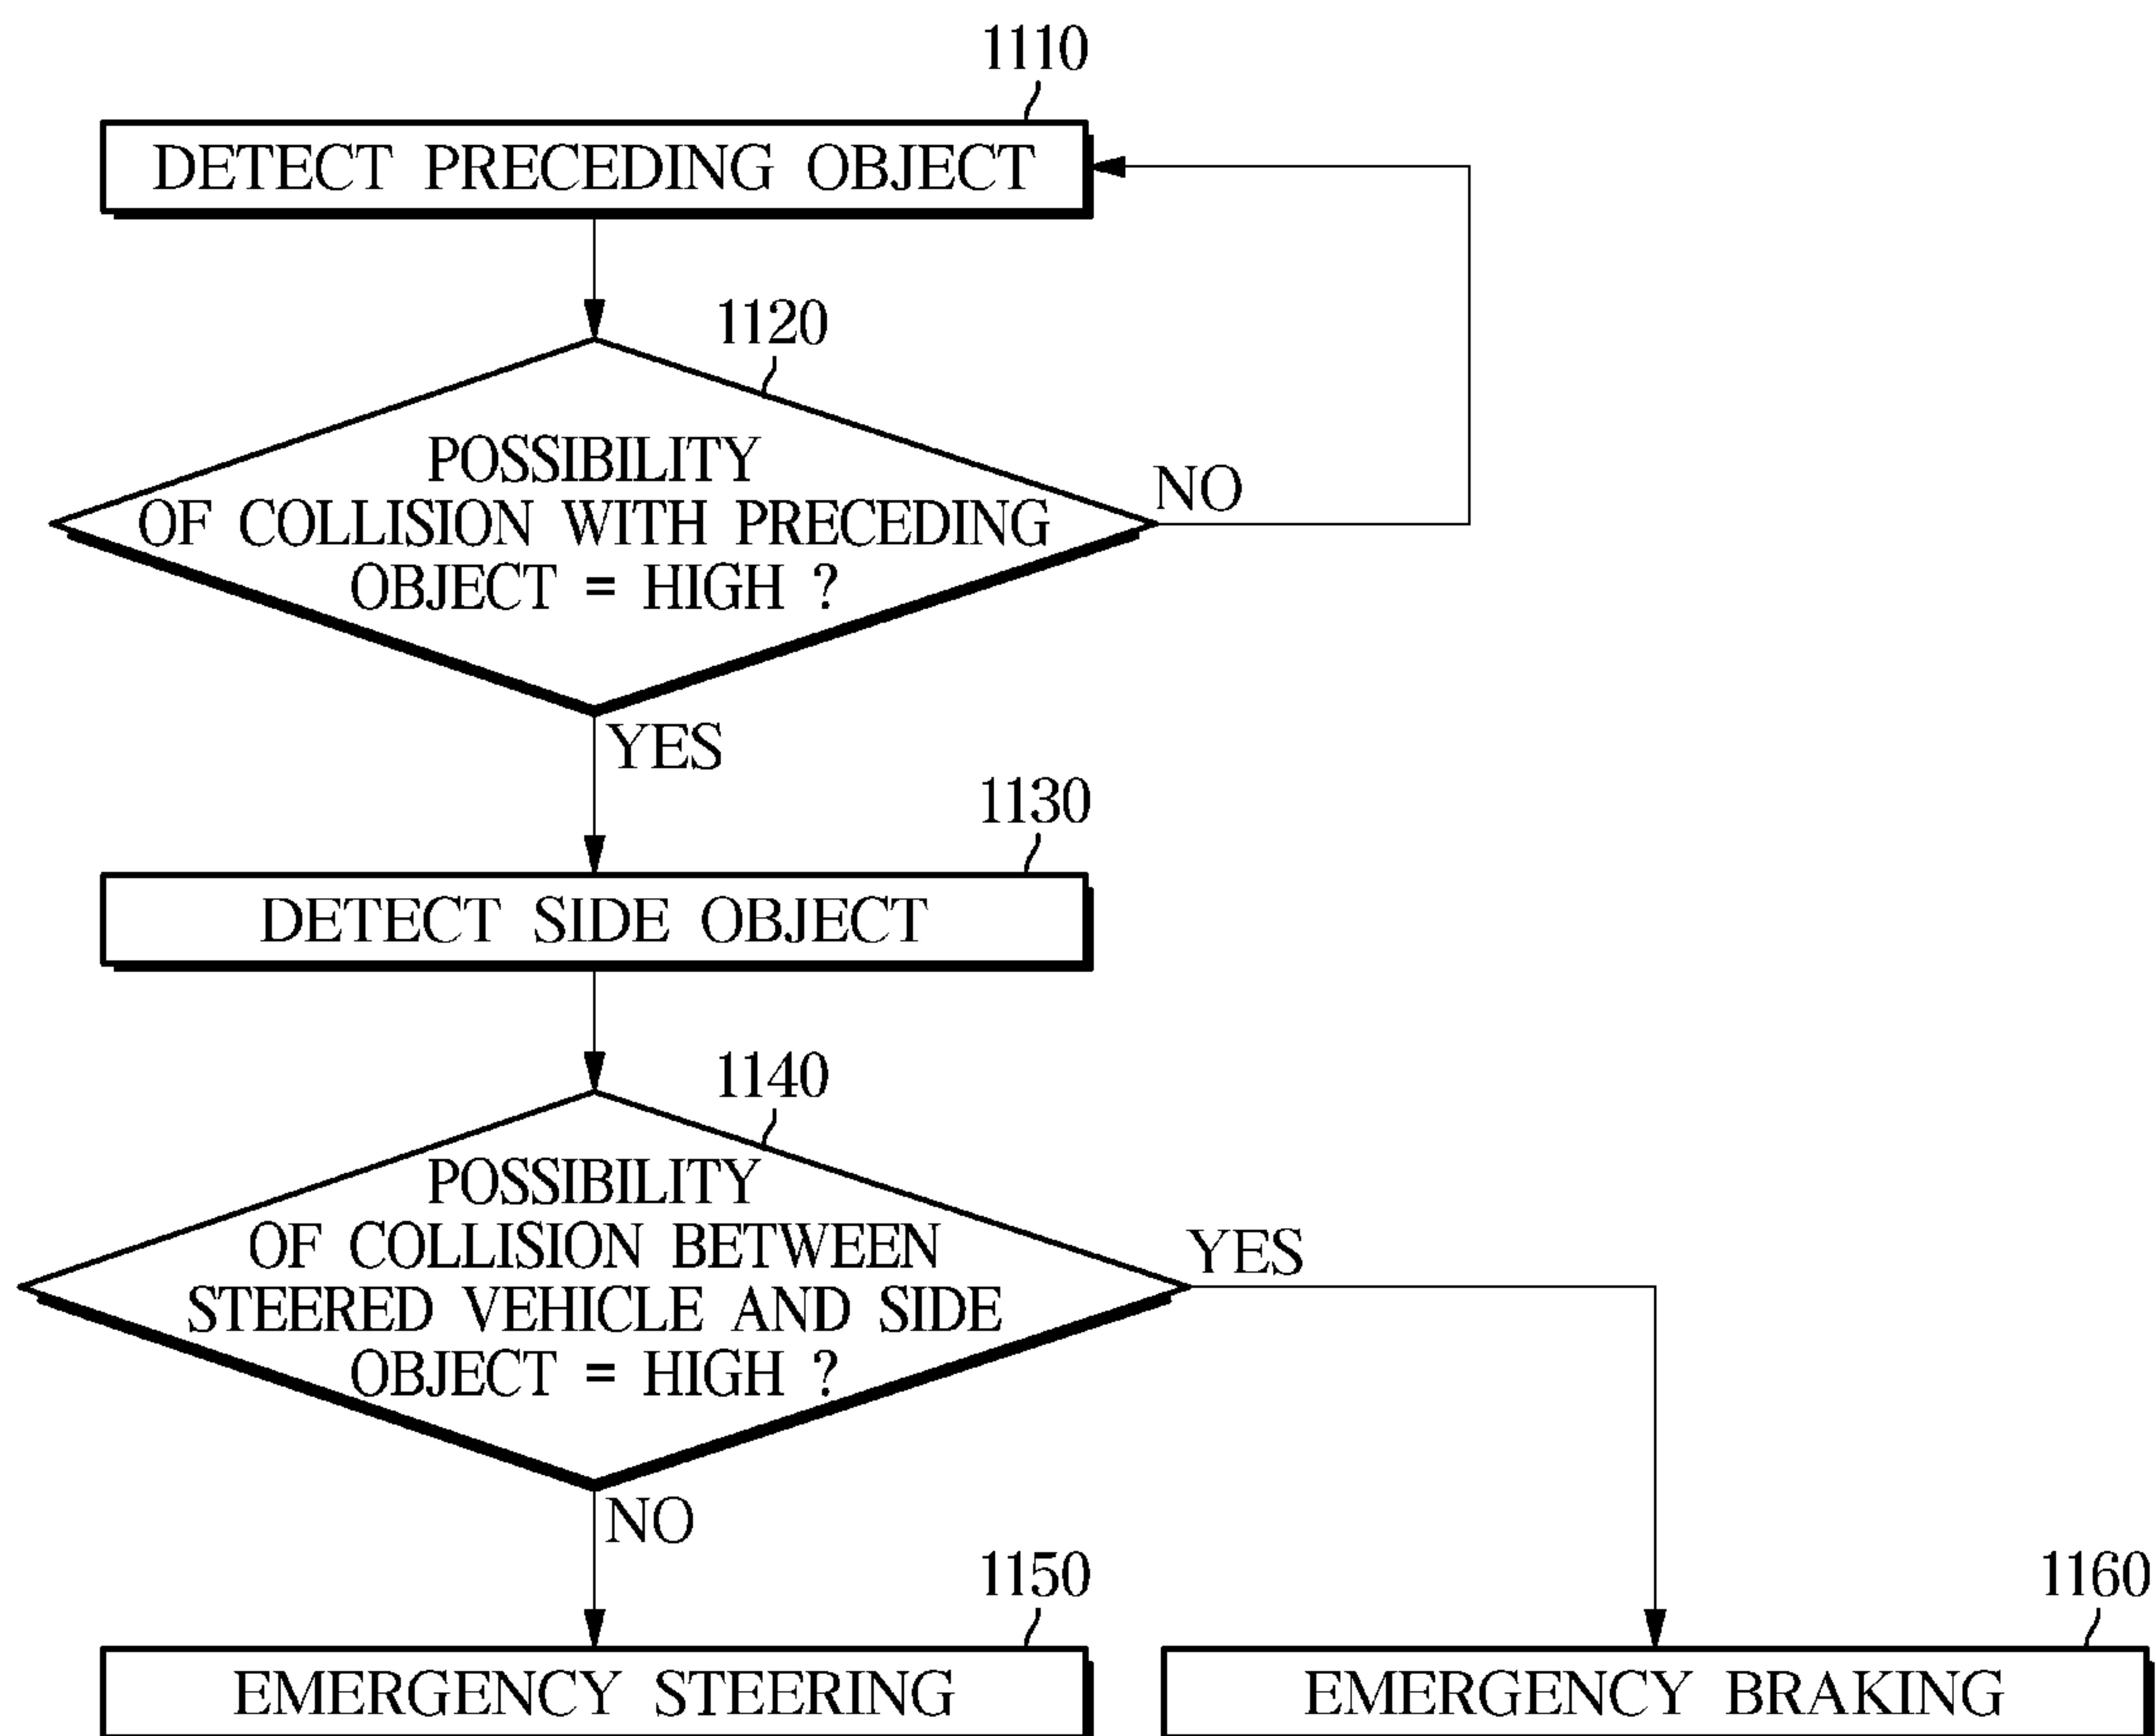 1110
DETECT PRECEDING OBJECT
1120
POSSIBILITY
OF COLLISION WITH PRECEDING
OBJECT = HIGH ?
NO
YES
1130
DETECT SIDE OBJECT
1140
POSSIBILITY
OF COLLISION BETWEEN
STEERED VEHICLE AND SIDE
OBJECT = HIGH ?
YES
NO
1150
EMERGENCY STEERING
1160
EMERGENCY BRAKING